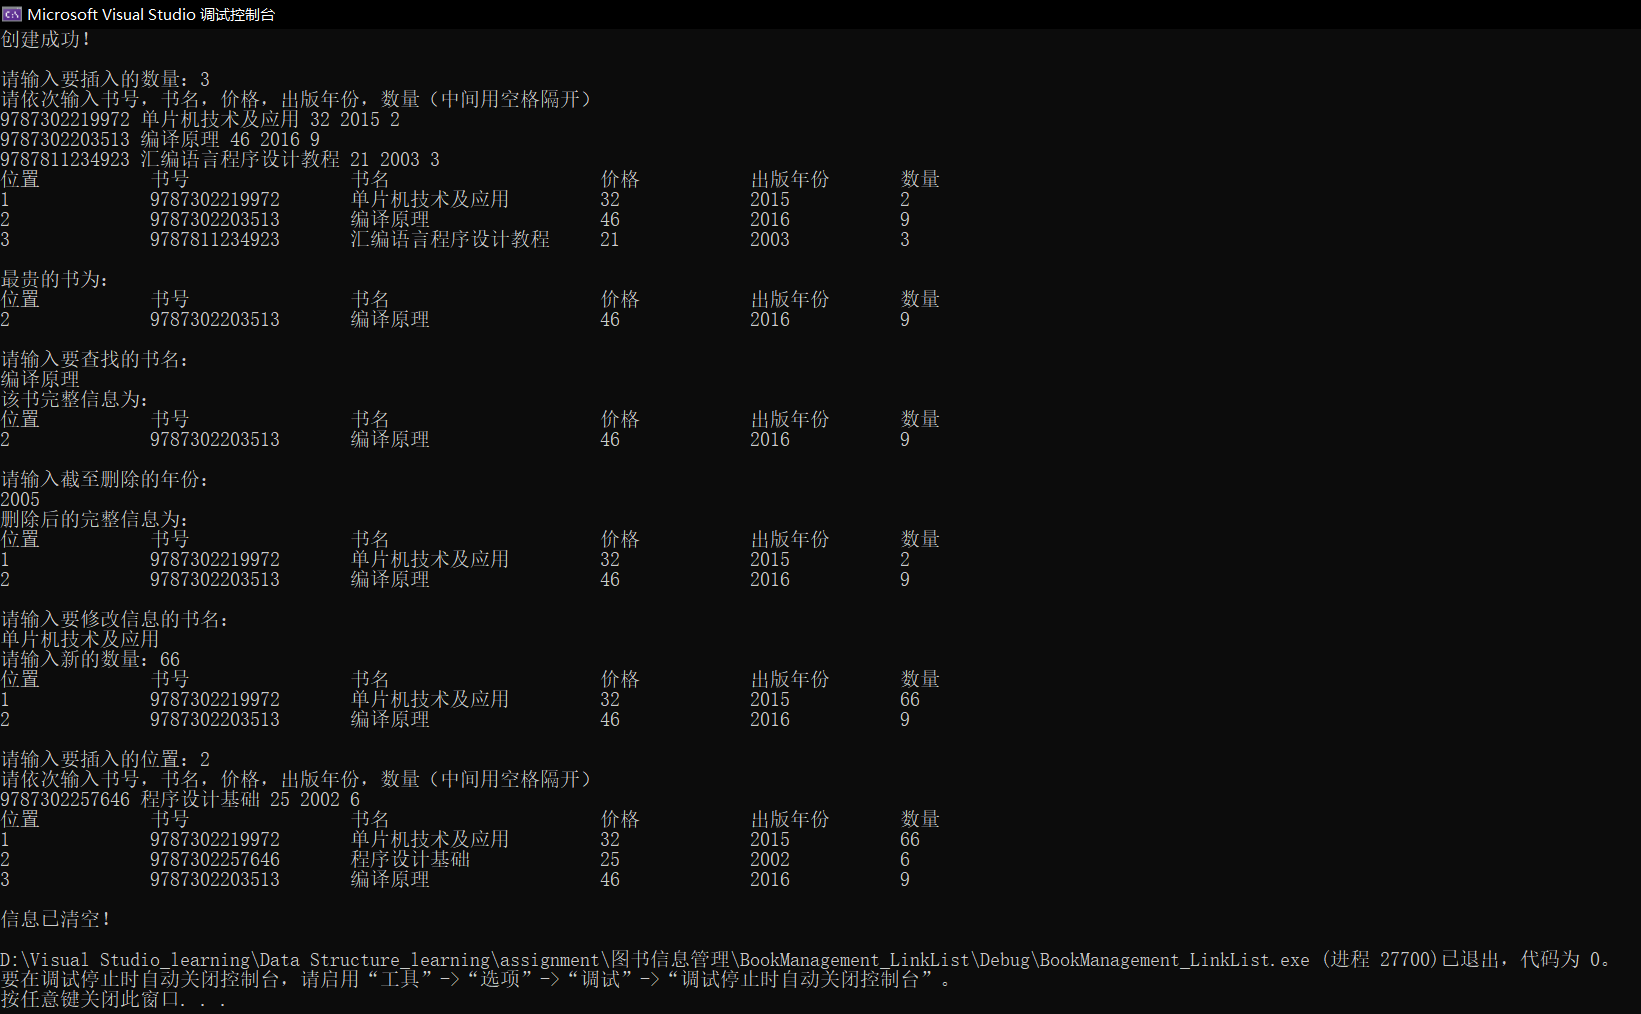 Microsoft Visual Studio 调试控制台
创建成功！
请输入要插入的数量：3
请依次输入书号，书名，价格，出版年份，数量（中间用空格隔开）
9787302219972 单片机技术及应用 32 2015 2
9787302203513 编译原理 46 2016 9
9787811234923 汇编语言程序设计教程 21 2003 3
位置 书号 书名 价格 出版年份 数量
1 9787302219972 单片机技术及应用 32 2015 2
2 9787302203513 编译原理 46 2016 9
3 9787811234923 汇编语言程序设计教程 21 2003 3
最贵的书为：
位置 书号 书名 价格 出版年份 数量
2 9787302203513 编译原理 46 2016 9
请输入要查找的书名：
编译原理
该书完整信息为：
位置 书号 书名 价格 出版年份 数量
2 9787302203513 编译原理 46 2016 9
请输入截至删除的年份：
2005
删除后的完整信息为：
位置 书号 书名 价格 出版年份 数量
1 9787302219972 单片机技术及应用 32 2015 2
2 9787302203513 编译原理 46 2016 9
请输入要修改信息的书名：
单片机技术及应用
请输入新的数量：66
位置 书号 书名 价格 出版年份 数量
1 9787302219972 单片机技术及应用 32 2015 66
2 9787302203513 编译原理 46 2016 9
请输入要插入的位置：2
请依次输入书号，书名，价格，出版年份，数量（中间用空格隔开）
9787302257646 程序设计基础 25 2002 6
位置 书号 书名 价格 出版年份 数量
1 9787302219972 单片机技术及应用 32 2015 66
2 9787302257646 程序设计基础 25 2002 6
3 9787302203513 编译原理 46 2016 9
信息已清空！
D:\Visual Studio_learning\Data Structure_learning\assignment\图书信息管理\BookManagement_LinkList\Debug\BookManagement_LinkList.exe (进程 27700)已退出，代码为 0。
要在调试停止时自动关闭控制台，请启用“工具”->“选项”->“调试”->“调试停止时自动关闭控制台”。
按任意键关闭此窗口. . .